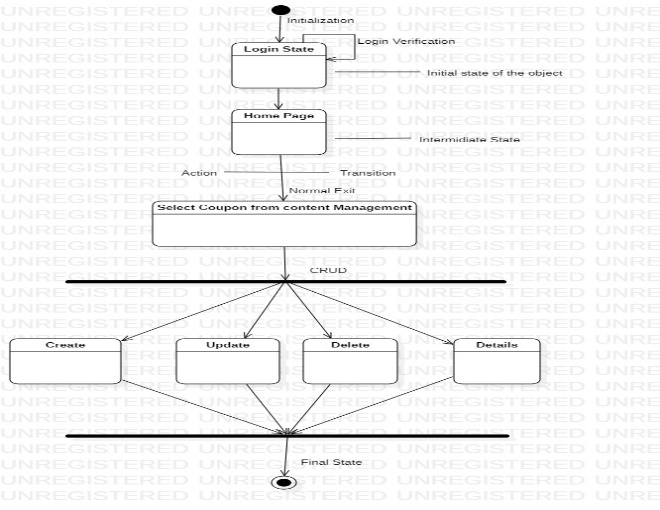 Initialization
Login State
Login Verification
Initial state of the object
Home Page
Intermidiate State
Action
Transition
Normal Exit
Select Coupon from content Management
CRUD
Create
Update
Delete
Details
Final State
UNREGISTERED